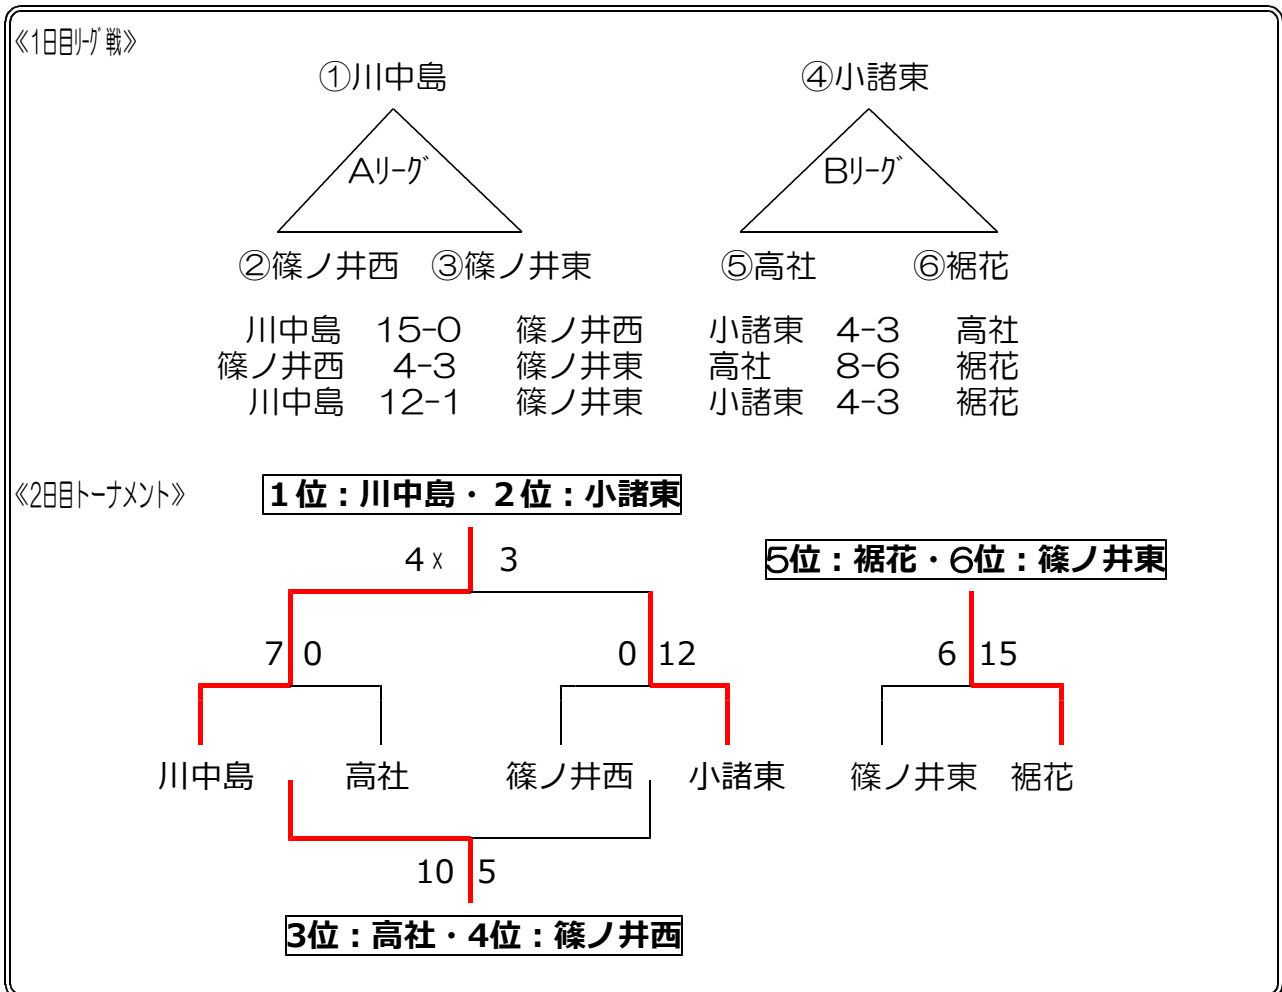 《1日目ﾘｰｸﾞ戦》
①川中島 ④小諸東
Aﾘｰｸﾞ Bﾘｰｸﾞ
②篠ノ井西 ③篠ノ井東 ⑤高社 ⑥裾花
川中島 15-0 篠ノ井西 小諸東 4-3 高社
篠ノ井西 4-3 篠ノ井東 高社 8-6 裾花
川中島 12-1 篠ノ井東 小諸東 4-3 裾花
《2日目トーナメント》 1位：川中島・2位：小諸東
4x 3 5位：裾花・6位：篠ノ井東
7 0 0 12 6 15
川中島 高社 篠ノ井西 小諸東 篠ノ井東 裾花
10 5
3位：高社・4位：篠ノ井西